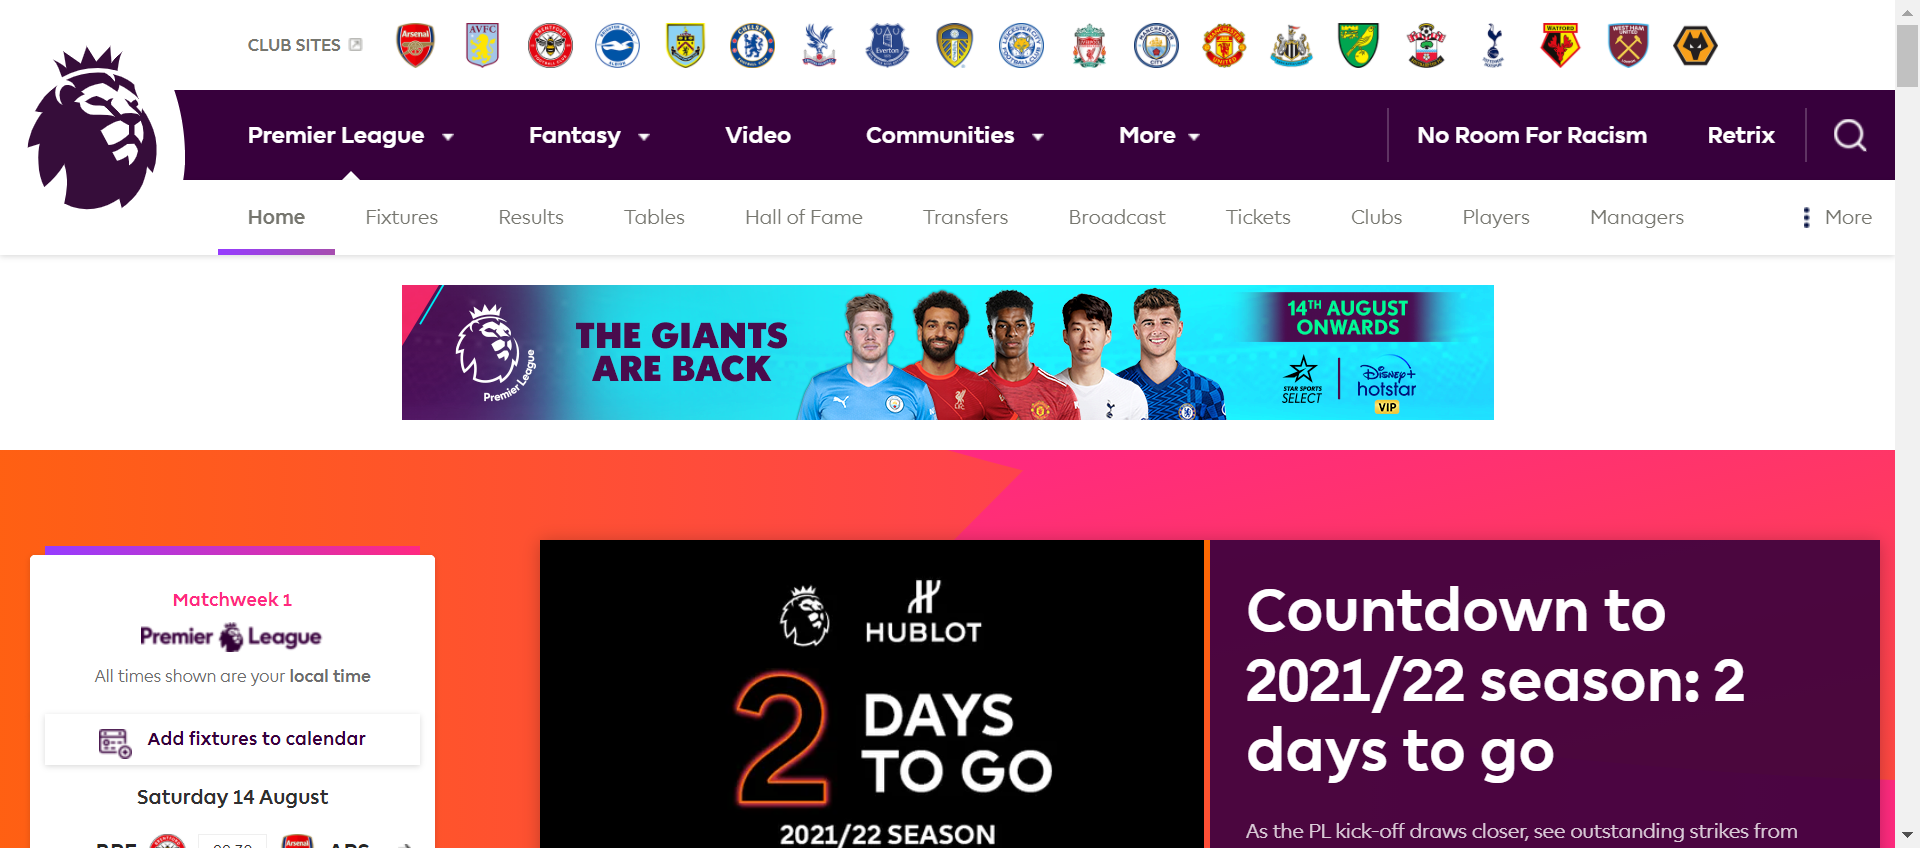 CLUB SITES
Premier League
Fantasy
Video
Communities
More
No Room For Racism
Retrix
Home
Fixtures
Results
Tables
Hall of Fame
Transfers
Broadcast
Tickets
Clubs
Players
Managers
More
Premier League
THE GIANTS
ARE BACK
14TH AUGUST
ONWARDS
STAR SPORTS
SELECT
Disney+
hotstar
VIP
Matchweek 1
Premier League
All times shown are your local time
Add fixtures to calendar
Saturday 14 August
HUBLOT
2 DAYS
TO GO
2021/22 SEASON
Countdown to
2021/22 season: 2
days to go
As the PL kick-off draws closer, see outstanding strikes from